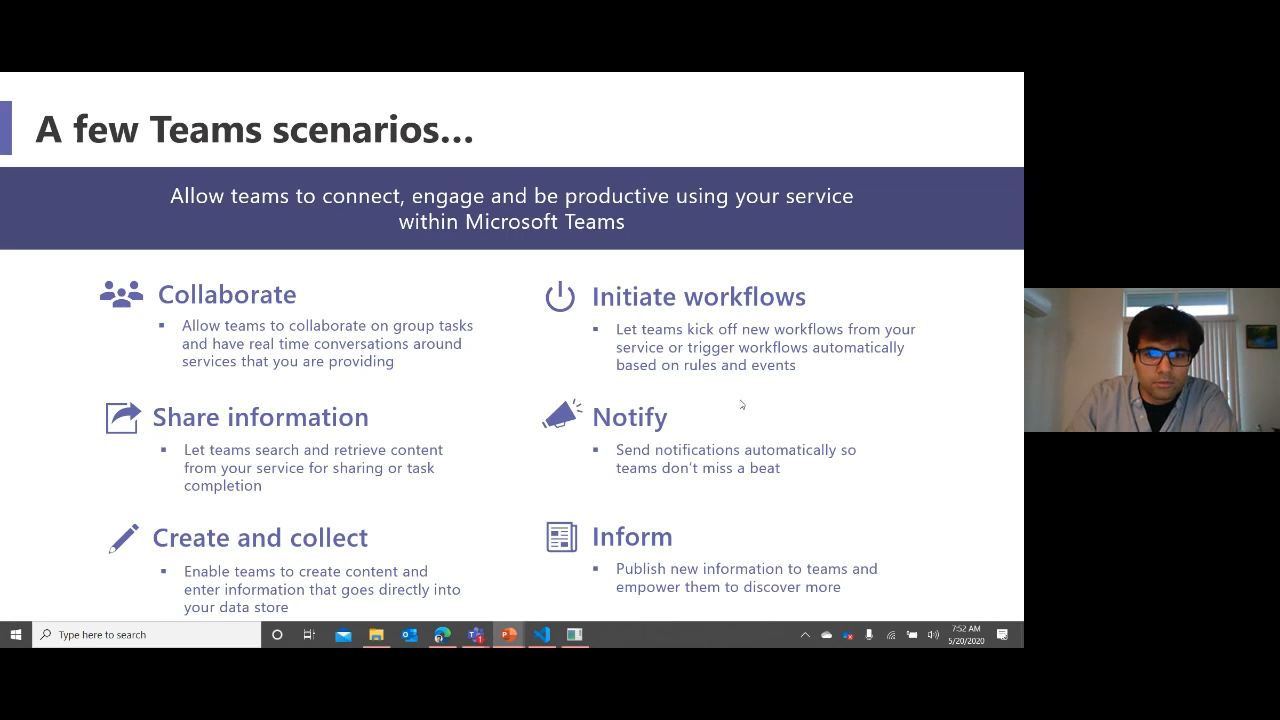 A few Teams scenarios...
Allow teams to connect, engage and be productive using your service
within Microsoft Teams
Collaborate
▪ Allow teams to collaborate on group tasks
and have real time conversations around
services that you are providing
Share information
▪ Let teams search and retrieve content
from your service for sharing or task
completion
Create and collect
▪ Enable teams to create content and
enter information that goes directly into
your data store
Initiate workflows
▪ Let teams kick off new workflows from your
service or trigger workflows automatically
based on rules and events
Notify
▪ Send notifications automatically so
teams don't miss a beat
Inform
▪ Publish new information to teams and
empower them to discover more
Type here to search
7:52 AM
5/20/2020